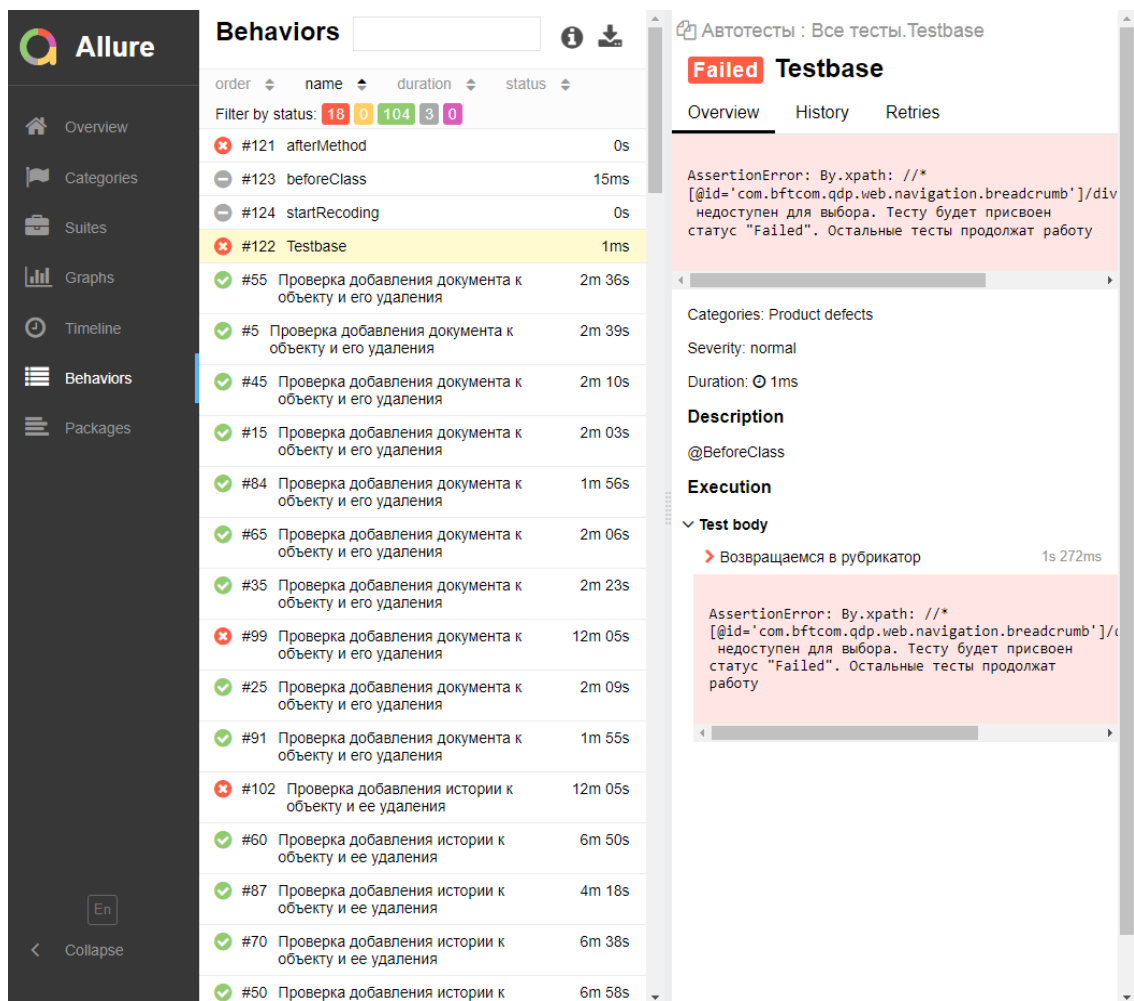 Allure
Overview
Categories
Suites
Graphs
Timeline
Behaviors
Packages
En
Collapse
Behaviors
order name duration status
Filter by status: 18 0 104 3 0
#121 afterMethod 0s
#123 beforeClass 15ms
#124 startRecoding 0s
#122 Testbase 1ms
#55 Проверка добавления документа к 2m 36s
объекту и его удаления
#5 Проверка добавления документа к 2m 39s
объекту и его удаления
#45 Проверка добавления документа к 2m 10s
объекту и его удаления
#15 Проверка добавления документа к 2m 03s
объекту и его удаления
#84 Проверка добавления документа к 1m 56s
объекту и его удаления
#65 Проверка добавления документа к 2m 06s
объекту и его удаления
#35 Проверка добавления документа к 2m 23s
объекту и его удаления
#99 Проверка добавления документа к 12m 05s
объекту и его удаления
#25 Проверка добавления документа к 2m 09s
объекту и его удаления
#91 Проверка добавления документа к 1m 55s
объекту и его удаления
#102 Проверка добавления истории к 12m 05s
объекту и ее удаления
#60 Проверка добавления истории к 6m 50s
объекту и ее удаления
#87 Проверка добавления истории к 4m 18s
объекту и ее удаления
#70 Проверка добавления истории к 6m 38s
объекту и ее удаления
#50 Проверка добавления истории к 6m 58s
Автотесты : Все тесты.Testbase
Failed Testbase
Overview History Retries
AssertionError: By.xpath: //*
[@id='com.bftcom.qdp.web.navigation.breadcrumb']/div
недоступен для выбора. Тесту будет присвоен
статус "Failed". Остальные тесты продолжат работу
Categories: Product defects
Severity: normal
Duration: 1ms
Description
@BeforeClass
Execution
Test body
Возвращаемся в рубрикатор 1s 272ms
AssertionError: By.xpath: //*
[@id='com.bftcom.qdp.web.navigation.breadcrumb']/
недоступен для выбора. Тесту будет присвоен
статус "Failed". Остальные тесты продолжат
работу